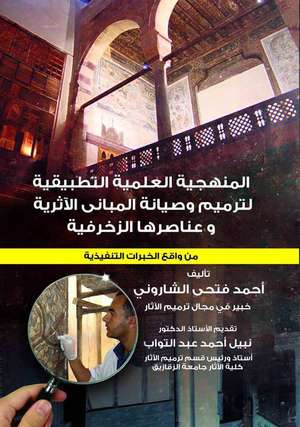 المنهجية العلمية التطبيقية
لترميم وصيانة المبانى الآثرية
و عناصرها الزخرفية
من واقع الخبرات التنفيذية
تأليف
أحمد فتحى الشاروني
خبير في مجال ترميم الآثار
تقديم الأستاذ الدكتور
نبيل أحمد عبد التواب
أستاذ ورئيس قسم ترميم الآثار
كلية الآثار جامعة الزقازيق